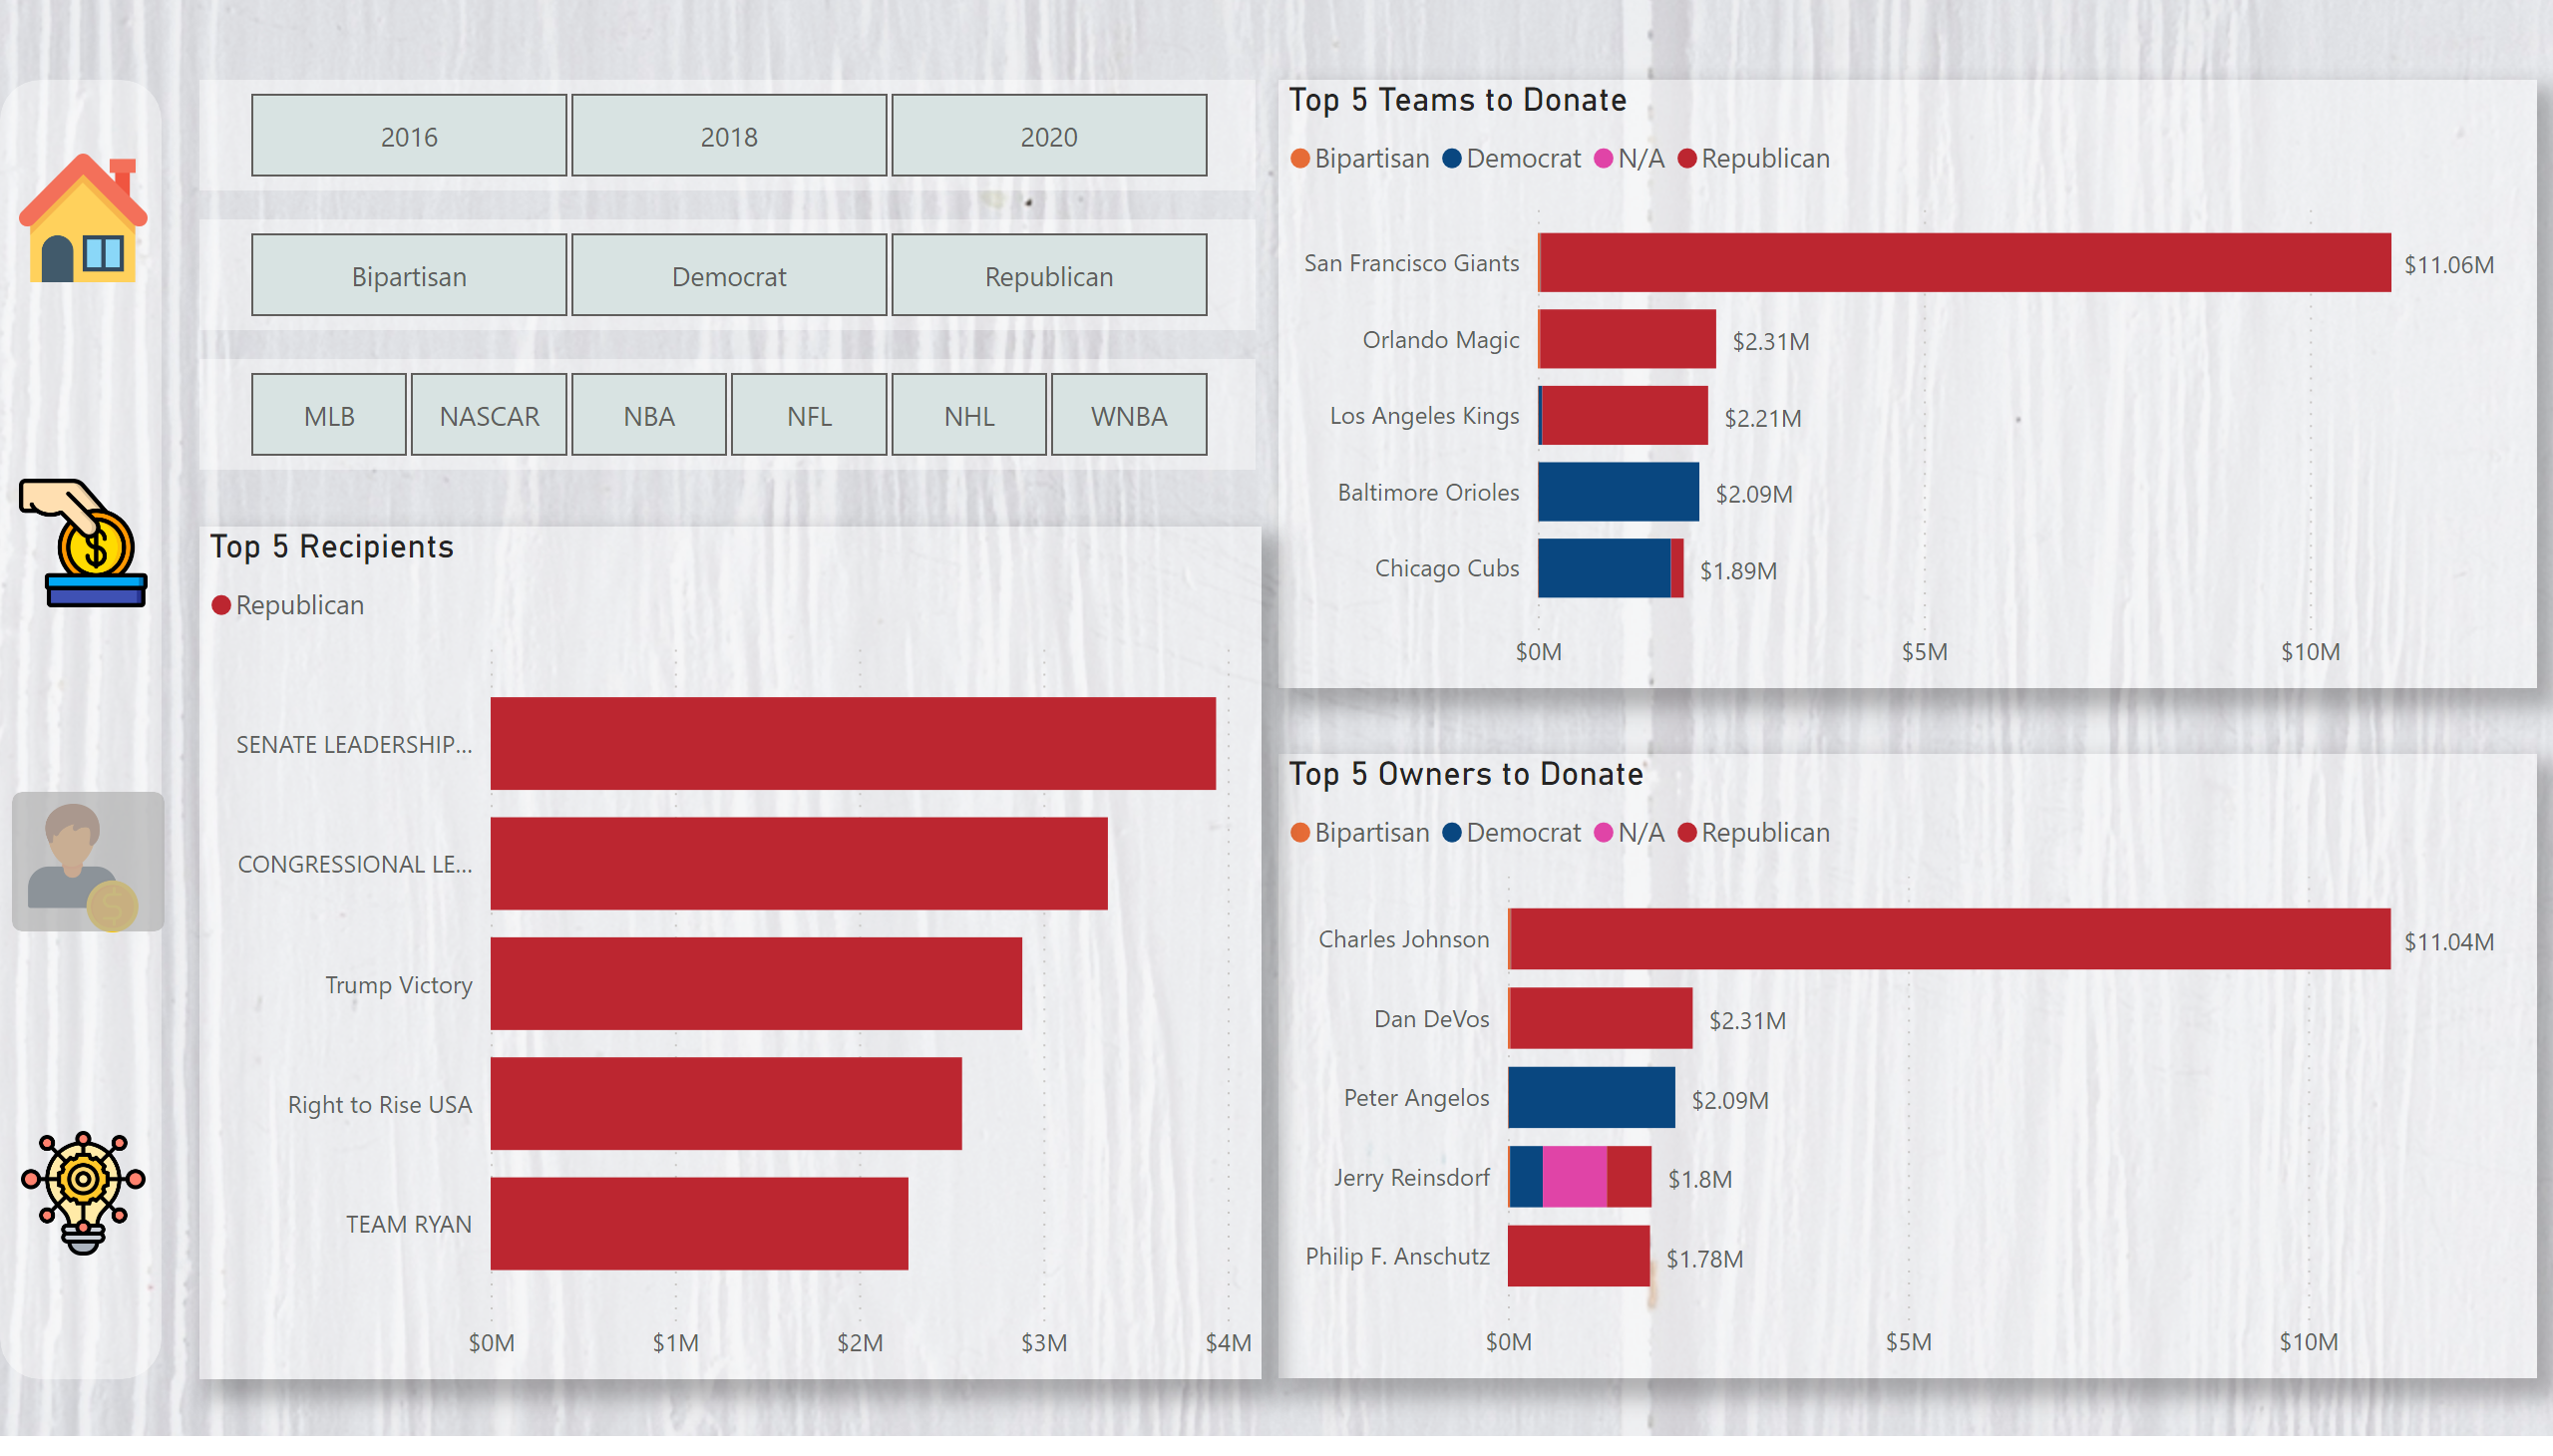 2016
2018
2020
Bipartisan
Democrat
Republican
MLB
NASCAR
NBA
NFL
NHL
WNBA
Top 5 Recipients
Republican
SENATE LEADERSHIP...
CONGRESSIONAL LE...
Trump Victory
Right to Rise USA
TEAM RYAN
$0M $1M $2M $3M $4M
Top 5 Teams to Donate
Bipartisan Democrat N/A Republican
San Francisco Giants $11.06M
Orlando Magic $2.31M
Los Angeles Kings $2.21M
Baltimore Orioles $2.09M
Chicago Cubs $1.89M
$0M $5M $10M
Top 5 Owners to Donate
Bipartisan Democrat N/A Republican
Charles Johnson $11.04M
Dan DeVos $2.31M
Peter Angelos $2.09M
Jerry Reinsdorf $1.8M
Philip F. Anschutz $1.78M
$0M $5M $10M